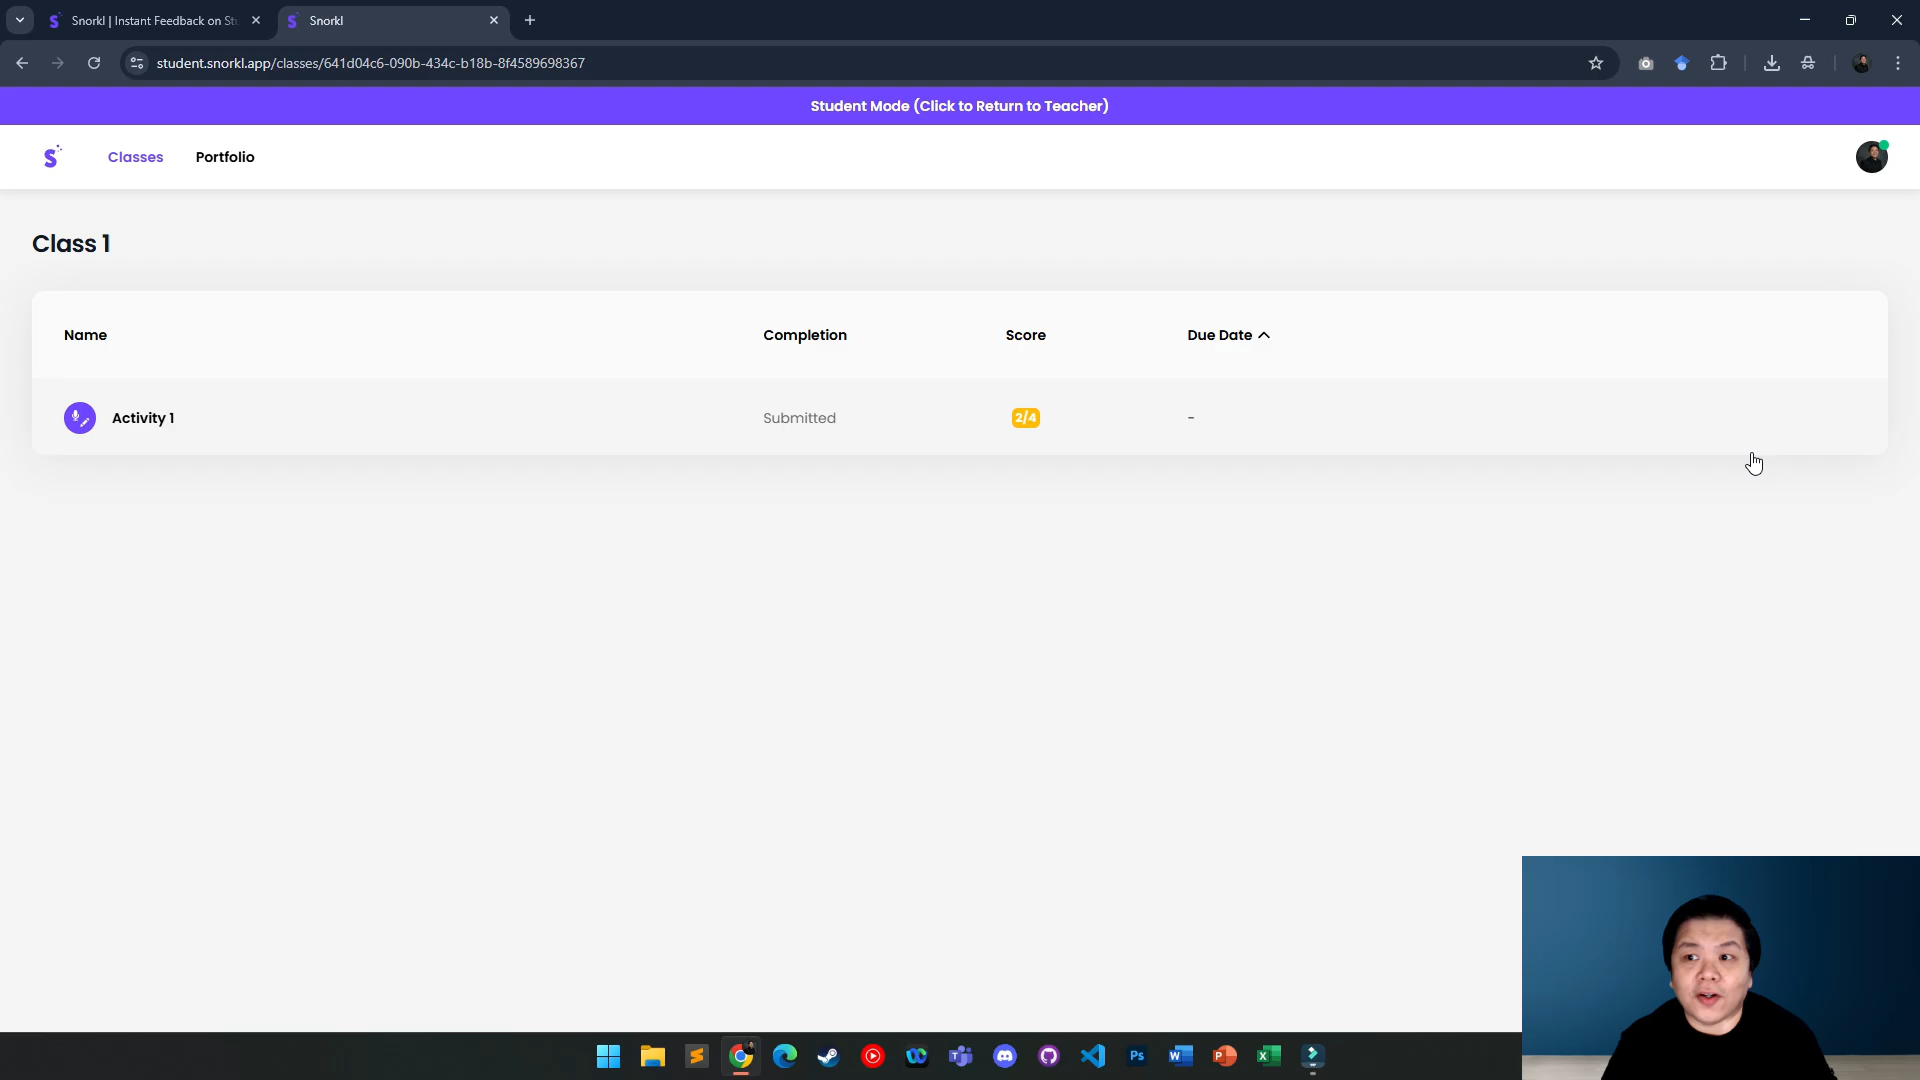 Snorkl | Instant Feedback on Stu
Snorkl
student.snorkl.app/classes/641d04c6-090b-434c-b18b-8f4589698367
Student Mode (Click to Return to Teacher)
Classes
Portfolio
Class 1
Name
Completion
Score
Due Date
Activity 1
Submitted
2/4
-